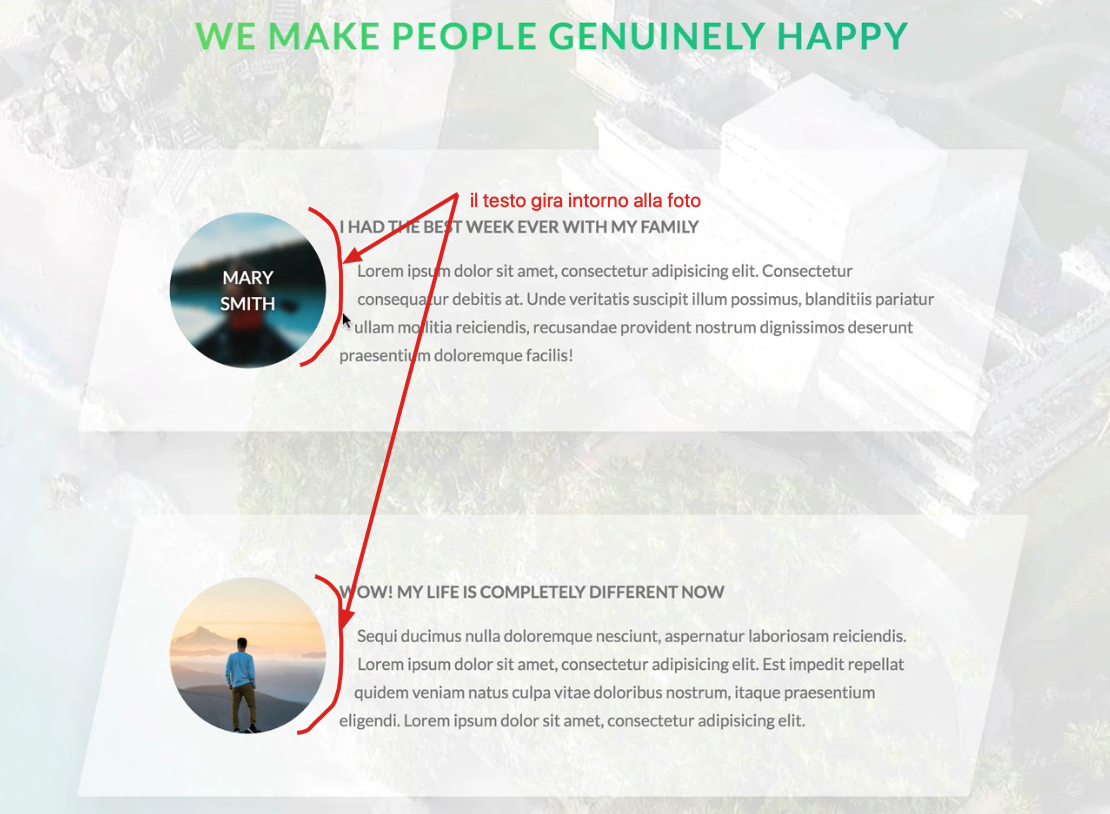 WE MAKE PEOPLE GENUINELY HAPPY
il testo gira intorno alla foto
I HAD THE BEST WEEK EVER WITH MY FAMILY
MARY
SMITH
Lorem ipsum dolor sit amet, consectetur adipisicing elit. Consectetur
consequatur debitis at. Unde veritatis suscipit illum possimus, blanditiis pariatur
ullam mollitia reiciendis, recusandae provident nostrum dignissimos deserunt
praesentium doloremque facilis!
WOW! MY LIFE IS COMPLETELY DIFFERENT NOW
Sequi ducimus nulla doloremque nesciunt, aspernatur laboriosam reiciendis.
Lorem ipsum dolor sit amet, consectetur adipisicing elit. Est impedit repellat
quidem veniam natus culpa vitae doloribus nostrum, itaque praesentium
eligendi. Lorem ipsum dolor sit amet, consectetur adipisicing elit.